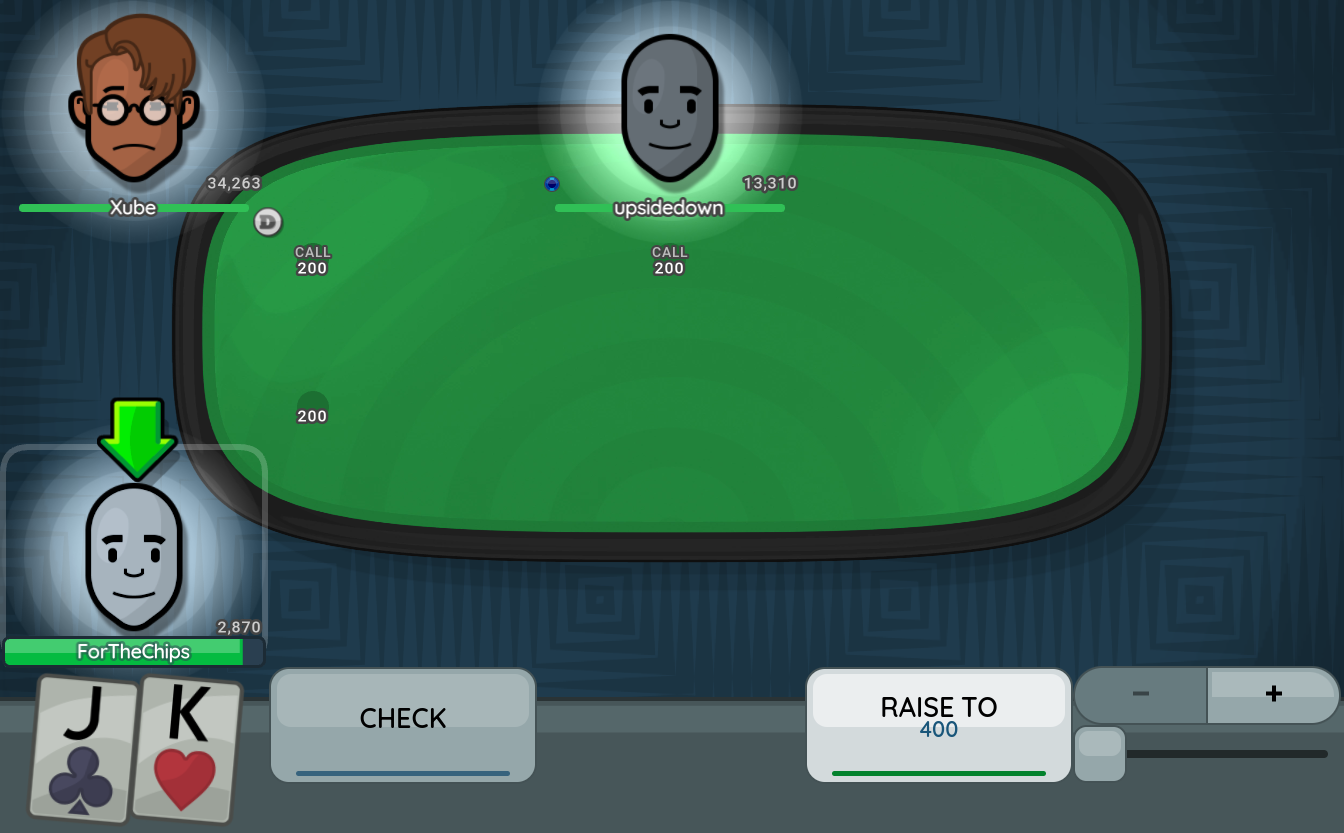 34,263
Xube
D
CALL
200
13,310
upsidedown
CALL
200
200
2,870
ForTheChips
J
K
CHECK
RAISE TO
400
−
+